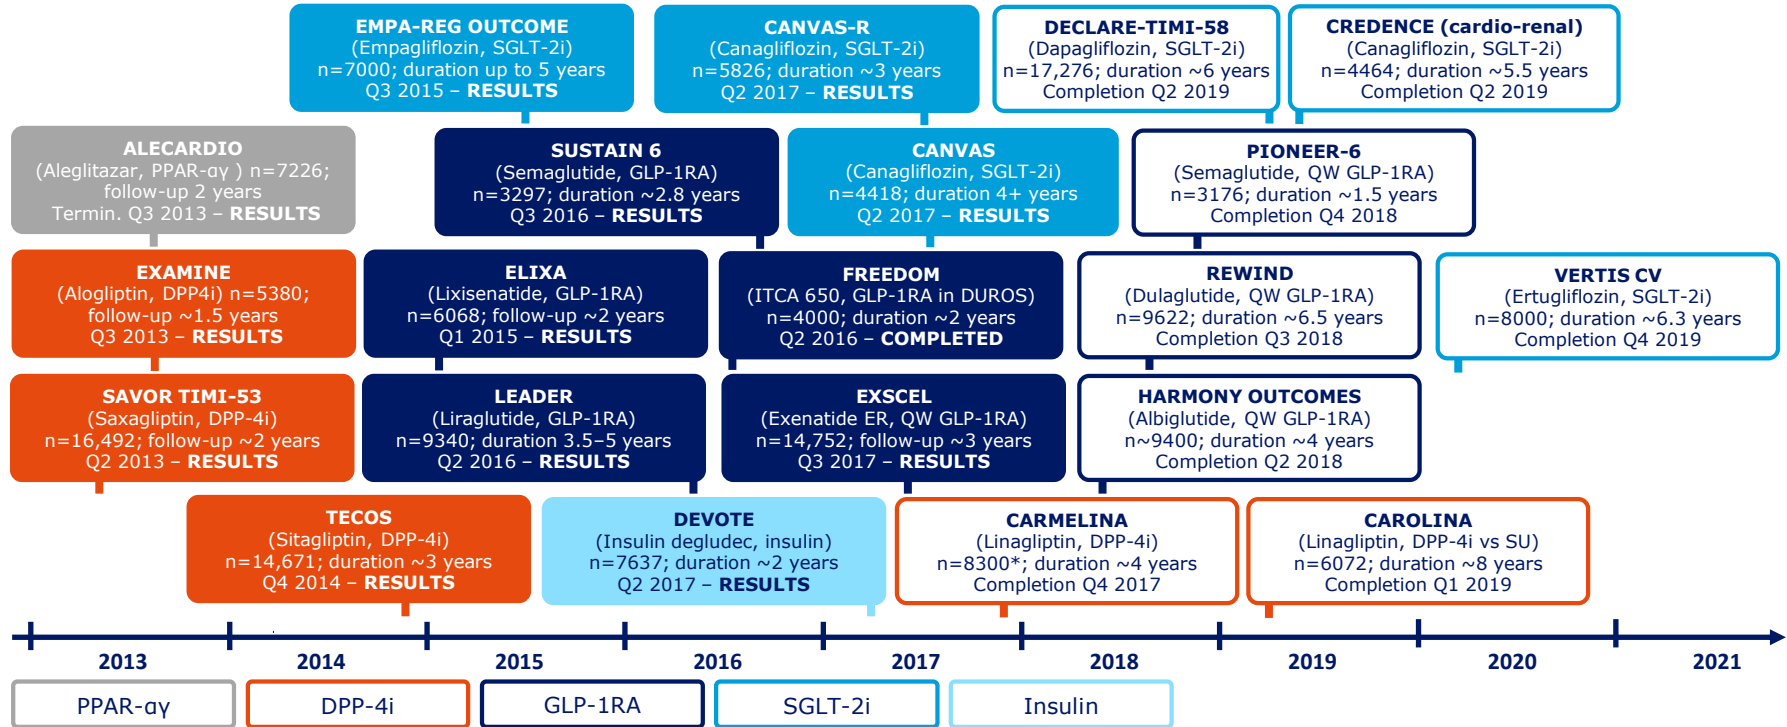 EMPA-REG OUTCOME
(Empagliflozin, SGLT-2i)
n=7000; duration up to 5 years
Q3 2015 – RESULTS
CANVAS-R
(Canagliflozin, SGLT-2i)
n=5826; duration ~3 years
Q2 2017 – RESULTS
DECLARE-TIMI-58
(Dapagliflozin, SGLT-2i)
n=17,276; duration ~6 years
Completion Q2 2019
CREDENCE (cardio-renal)
(Canagliflozin, SGLT-2i)
n=4464; duration ~5.5 years
Completion Q2 2019
ALECARDIO
(Aleglitazar, PPAR-αγ ) n=7226;
follow-up 2 years
Termin. Q3 2013 – RESULTS
SUSTAIN 6
(Semaglutide, GLP-1RA)
n=3297; duration ~2.8 years
Q3 2016 – RESULTS
CANVAS
(Canagliflozin, SGLT-2i)
n=4418; duration 4+ years
Q2 2017 – RESULTS
PIONEER-6
(Semaglutide, QW GLP-1RA)
n=3176; duration ~1.5 years
Completion Q4 2018
EXAMINE
(Alogliptin, DPP4i) n=5380;
follow-up ~1.5 years
Q3 2013 – RESULTS
ELIXA
(Lixisenatide, GLP-1RA)
n=6068; follow-up ~2 years
Q1 2015 – RESULTS
FREEDOM
(ITCA 650, GLP-1RA in DUROS)
n=4000; duration ~2 years
Q2 2016 – COMPLETED
REWIND
(Dulaglutide, QW GLP-1RA)
n=9622; duration ~6.5 years
Completion Q3 2018
VERTIS CV
(Ertugliflozin, SGLT-2i)
n=8000; duration ~6.3 years
Completion Q4 2019
SAVOR TIMI-53
(Saxagliptin, DPP-4i)
n=16,492; follow-up ~2 years
Q2 2013 – RESULTS
LEADER
(Liraglutide, GLP-1RA)
n=9340; duration 3.5–5 years
Q2 2016 – RESULTS
EXSCEL
(Exenatide ER, QW GLP-1RA)
n=14,752; follow-up ~3 years
Q3 2017 – RESULTS
HARMONY OUTCOMES
(Albiglutide, QW GLP-1RA)
n~9400; duration ~4 years
Completion Q2 2018
TECOS
(Sitagliptin, DPP-4i)
n=14,671; duration ~3 years
Q4 2014 – RESULTS
DEVOTE
(Insulin degludec, insulin)
n=7637; duration ~2 years
Q2 2017 – RESULTS
CARMELINA
(Linagliptin, DPP-4i)
n=8300*; duration ~4 years
Completion Q4 2017
CAROLINA
(Linagliptin, DPP-4i vs SU)
n=6072; duration ~8 years
Completion Q1 2019
2013 2014 2015 2016 2017 2018 2019 2020 2021
PPAR-αγ DPP-4i GLP-1RA SGLT-2i Insulin